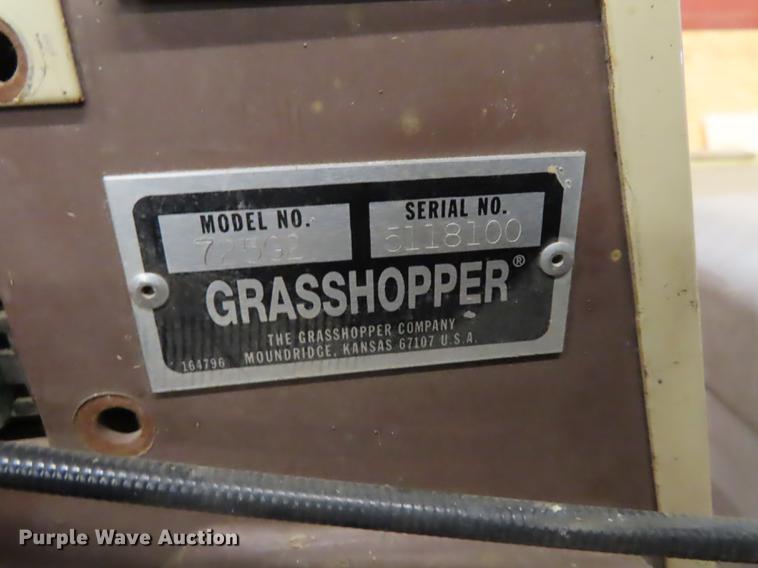 MODEL NO. SERIAL NO.
725G2 5118100
GRASSHOPPER®
THE GRASSHOPPER COMPANY
164796 MOUNDRIDGE, KANSAS 67107 U.S.A.
Purple Wave Auction